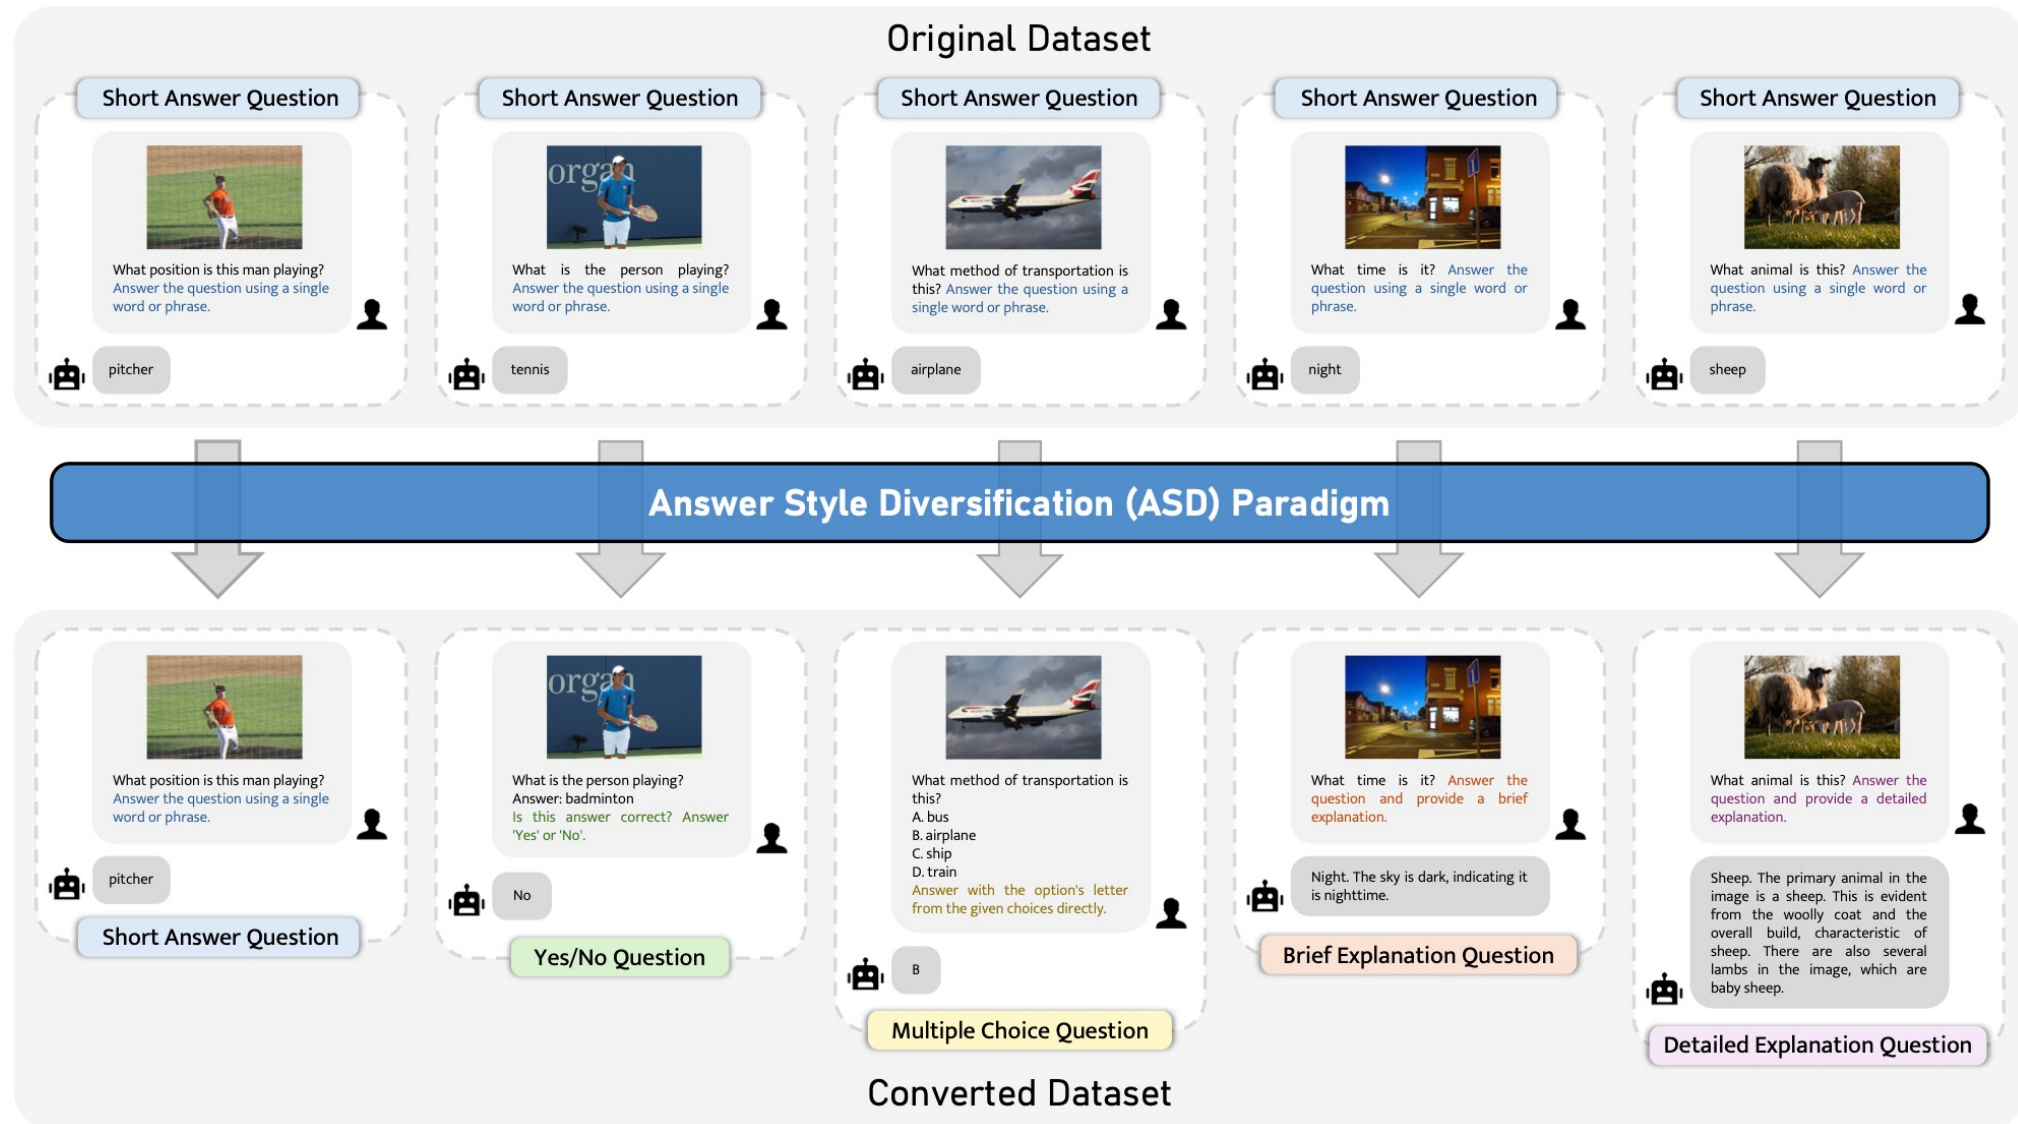 Original Dataset
Short Answer Question
organ
What position is this man playing?
Answer the question using a single
word or phrase.
pitcher
Short Answer Question
What is the person playing?
Answer the question using a single
word or phrase.
tennis
Short Answer Question
What method of transportation is
this? Answer the question using a
single word or phrase.
airplane
Short Answer Question
What time is it? Answer the
question using a single word or
phrase.
night
Short Answer Question
What animal is this? Answer the
question using a single word or
phrase.
sheep
Answer Style Diversification (ASD) Paradigm
What position is this man playing?
Answer the question using a single
word or phrase.
pitcher
Short Answer Question
organ
What is the person playing?
Answer: badminton
Is this answer correct? Answer
'Yes' or 'No'.
No
Yes/No Question
What method of transportation is
this?
A. bus
B. airplane
C. ship
D. train
Answer with the option's letter
from the given choices directly.
B
Multiple Choice Question
What time is it? Answer the
question and provide a brief
explanation.
Night. The sky is dark, indicating it
is nighttime.
Brief Explanation Question
What animal is this? Answer the
question and provide a detailed
explanation.
Sheep. The primary animal in the
image is a sheep. This is evident
from the woolly coat and the
overall build, characteristic of
sheep. There are also several
lambs in the image, which are
baby sheep.
Detailed Explanation Question
Converted Dataset